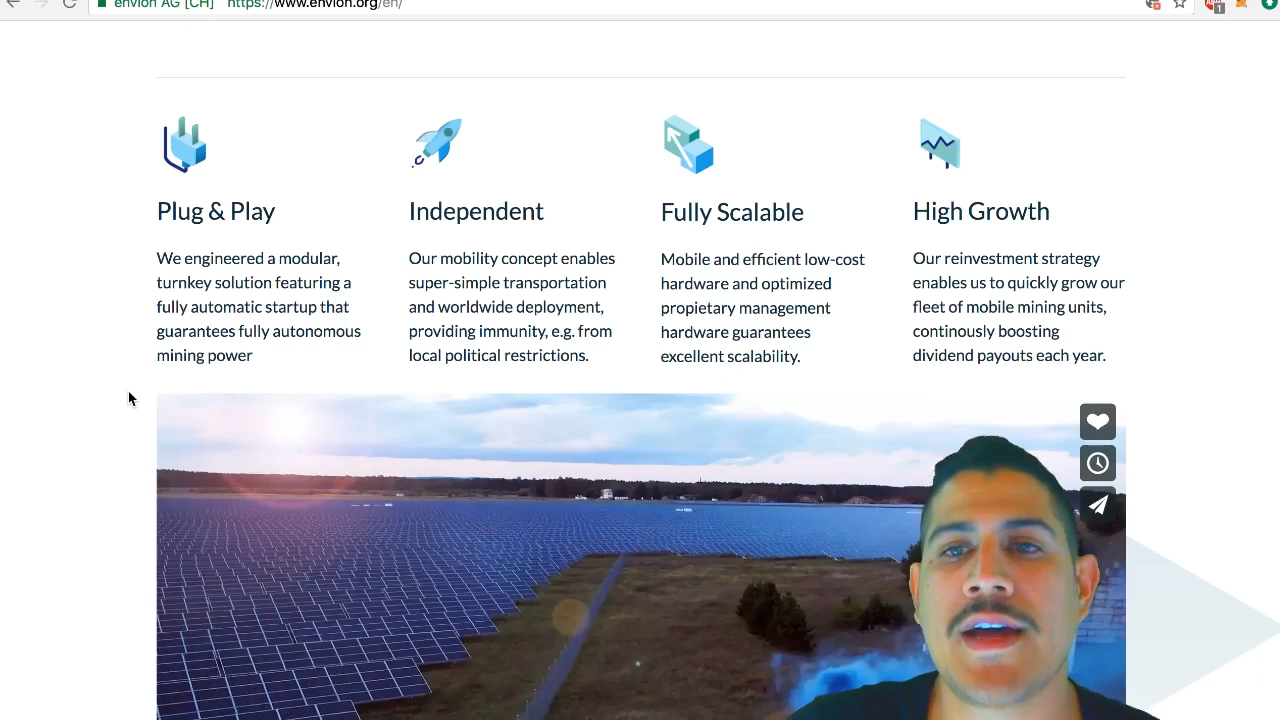 envion AG [CH] https://www.envion.org/en/
1
Plug & Play
We engineered a modular,
turnkey solution featuring a
fully automatic startup that
guarantees fully autonomous
mining power
Independent
Our mobility concept enables
super-simple transportation
and worldwide deployment,
providing immunity, e.g. from
local political restrictions.
Fully Scalable
Mobile and efficient low-cost
hardware and optimized
propietary management
hardware guarantees
excellent scalability.
High Growth
Our reinvestment strategy
enables us to quickly grow our
fleet of mobile mining units,
continously boosting
dividend payouts each year.